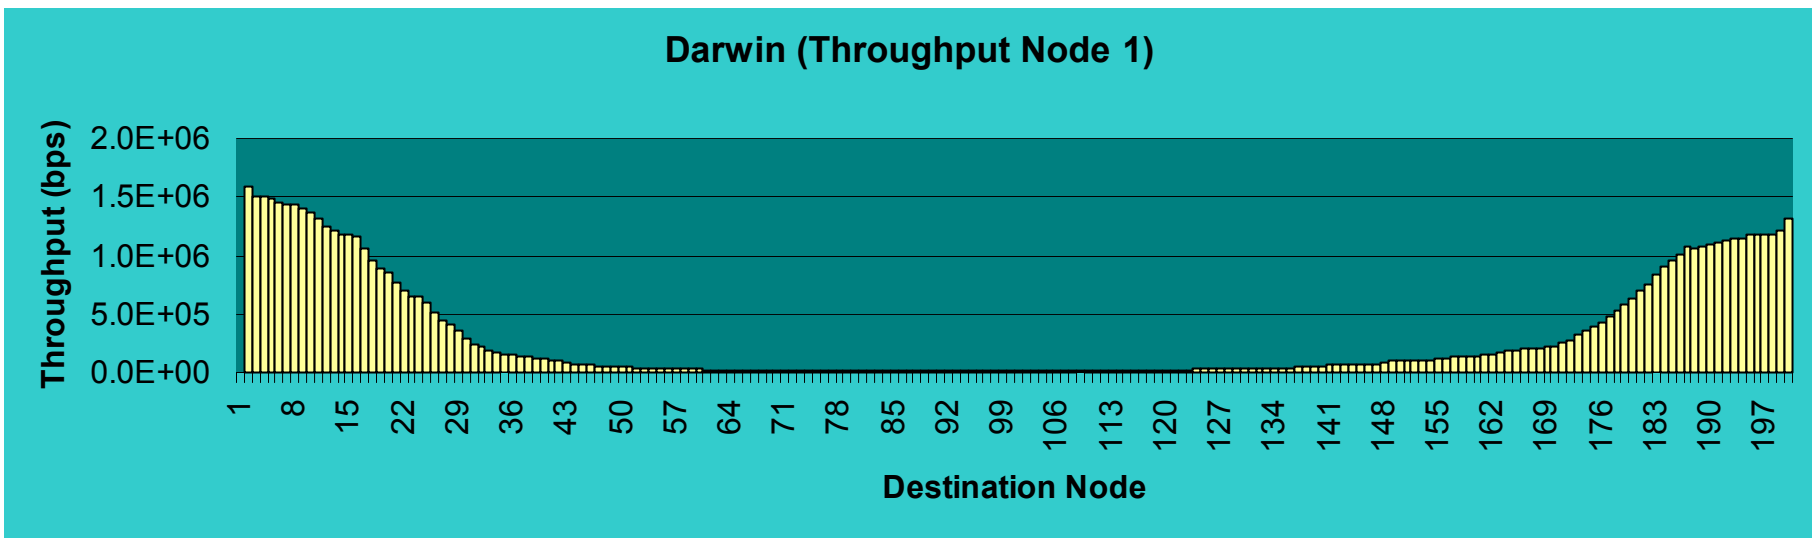 Darwin (Throughput Node 1)
Throughput (bps)
2.0E+06
1.5E+06
1.0E+06
5.0E+05
0.0E+00
1 8 15 22 29 36 43 50 57 64 71 78 85 92 99 106 113 120 127 134 141 148 155 162 169 176 183 190 197
Destination Node